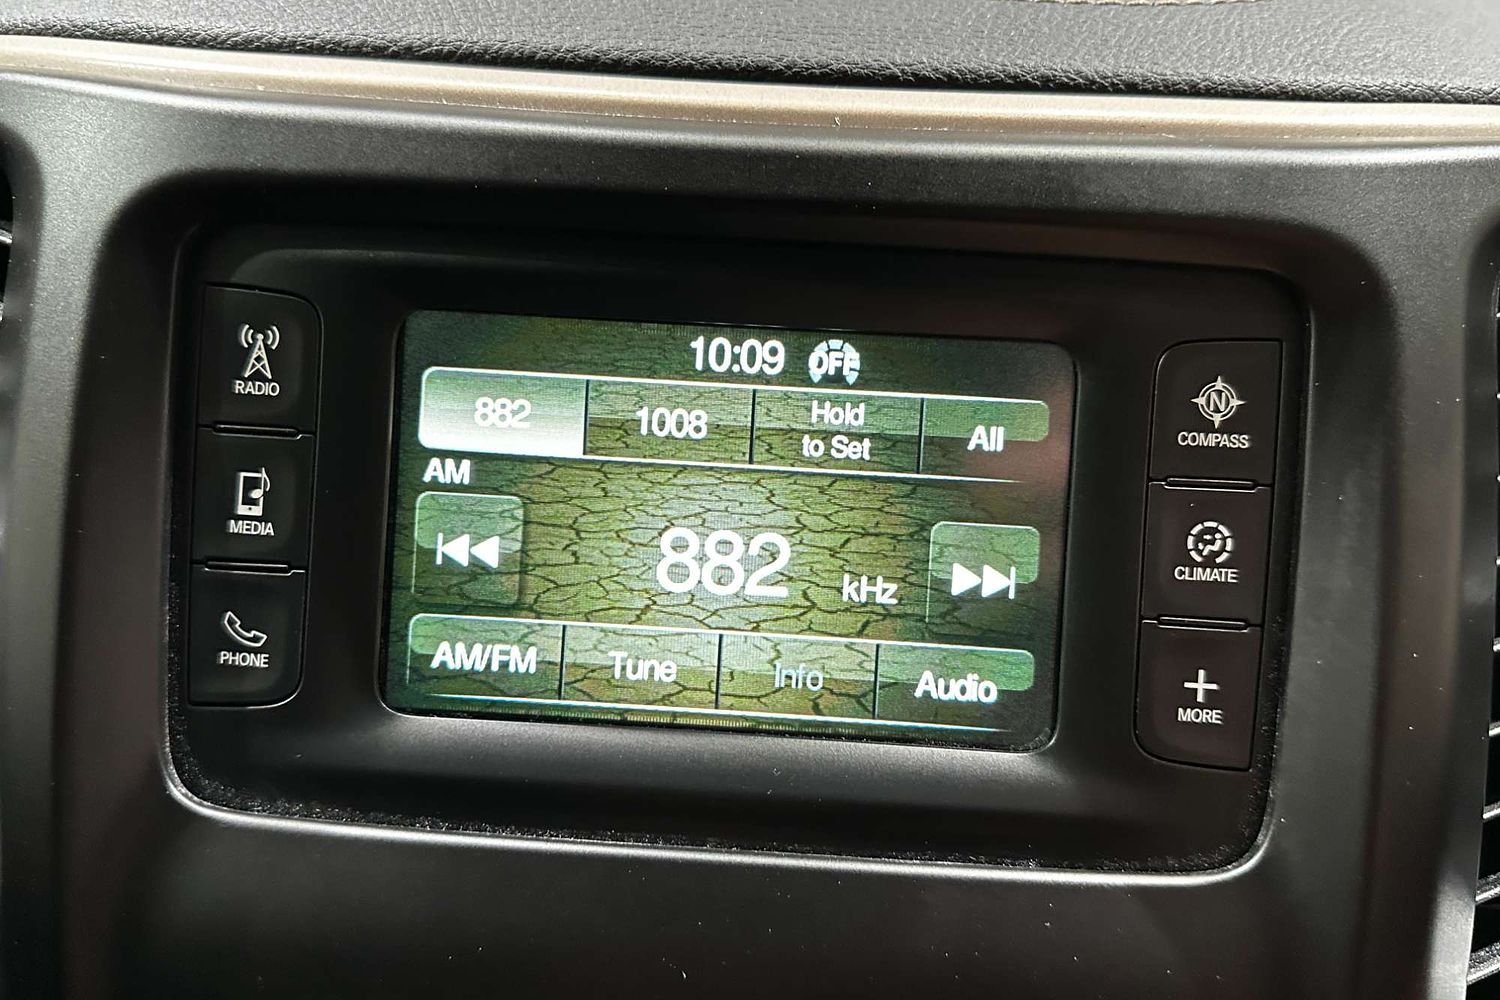 10:09 OFF
882
1008
Hold
to Set
All
AM
882 kHz
AM/FM
Tune
Info
Audio
RADIO
MEDIA
PHONE
N
COMPASS
CLIMATE
MORE